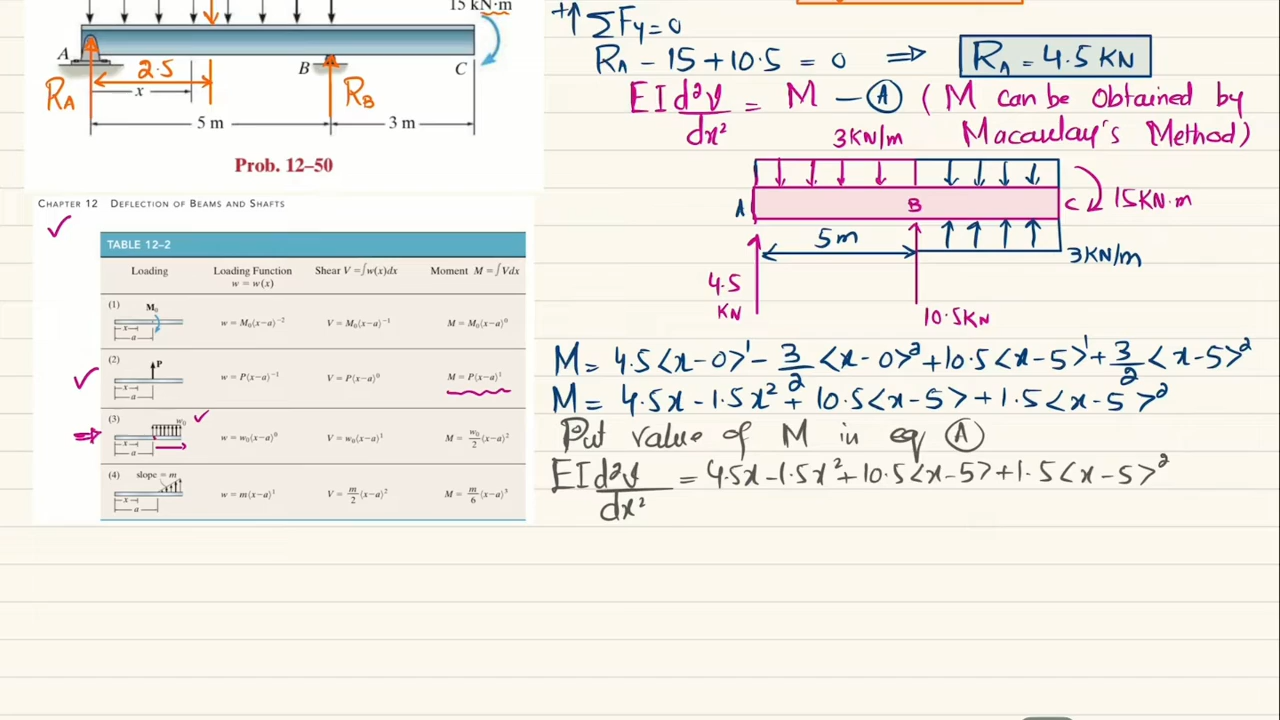 15 kN·m
A
2.5
x
B
C
RA
RB
5 m
3 m
Prob. 12–50
CHAPTER 12 DEFLECTION OF BEAMS AND SHAFTS
TABLE 12–2
Loading
Loading Function w = w(x)
Shear V = ∫w(x)dx
Moment M = ∫Vdx
(1)
M₀
x
a
w = M₀⟨x−a⟩⁻²
V = M₀⟨x−a⟩⁻¹
M = M₀⟨x−a⟩⁰
(2)
P
x
a
w = P⟨x−a⟩⁻¹
V = P⟨x−a⟩⁰
M = P⟨x−a⟩¹
(3)
w₀
x
a
w = w₀⟨x−a⟩⁰
V = w₀⟨x−a⟩¹
M = w₀/2⟨x−a⟩²
(4)
slope = m
x
a
w = m⟨x−a⟩¹
V = m/2⟨x−a⟩²
M = m/6⟨x−a⟩³
+↑ ΣFy=0
RA − 15 + 10.5 = 0 ⇒ RA = 4.5 KN
EI d²v/dx² = M − Ⓐ (M can be obtained by
Macaulay's Method)
3KN/m
A
B
C
15KN·m
5m
3KN/m
4.5
KN
10.5KN
M = 4.5<x−0>¹ − 3/2 <x−0>² + 10.5<x−5>¹ + 3/2 <x−5>²
M = 4.5x − 1.5x² + 10.5<x−5> + 1.5<x−5>²
Put value of M in eq Ⓐ
EI d²v/dx² = 4.5x − 1.5x² + 10.5<x−5> + 1.5<x−5>²